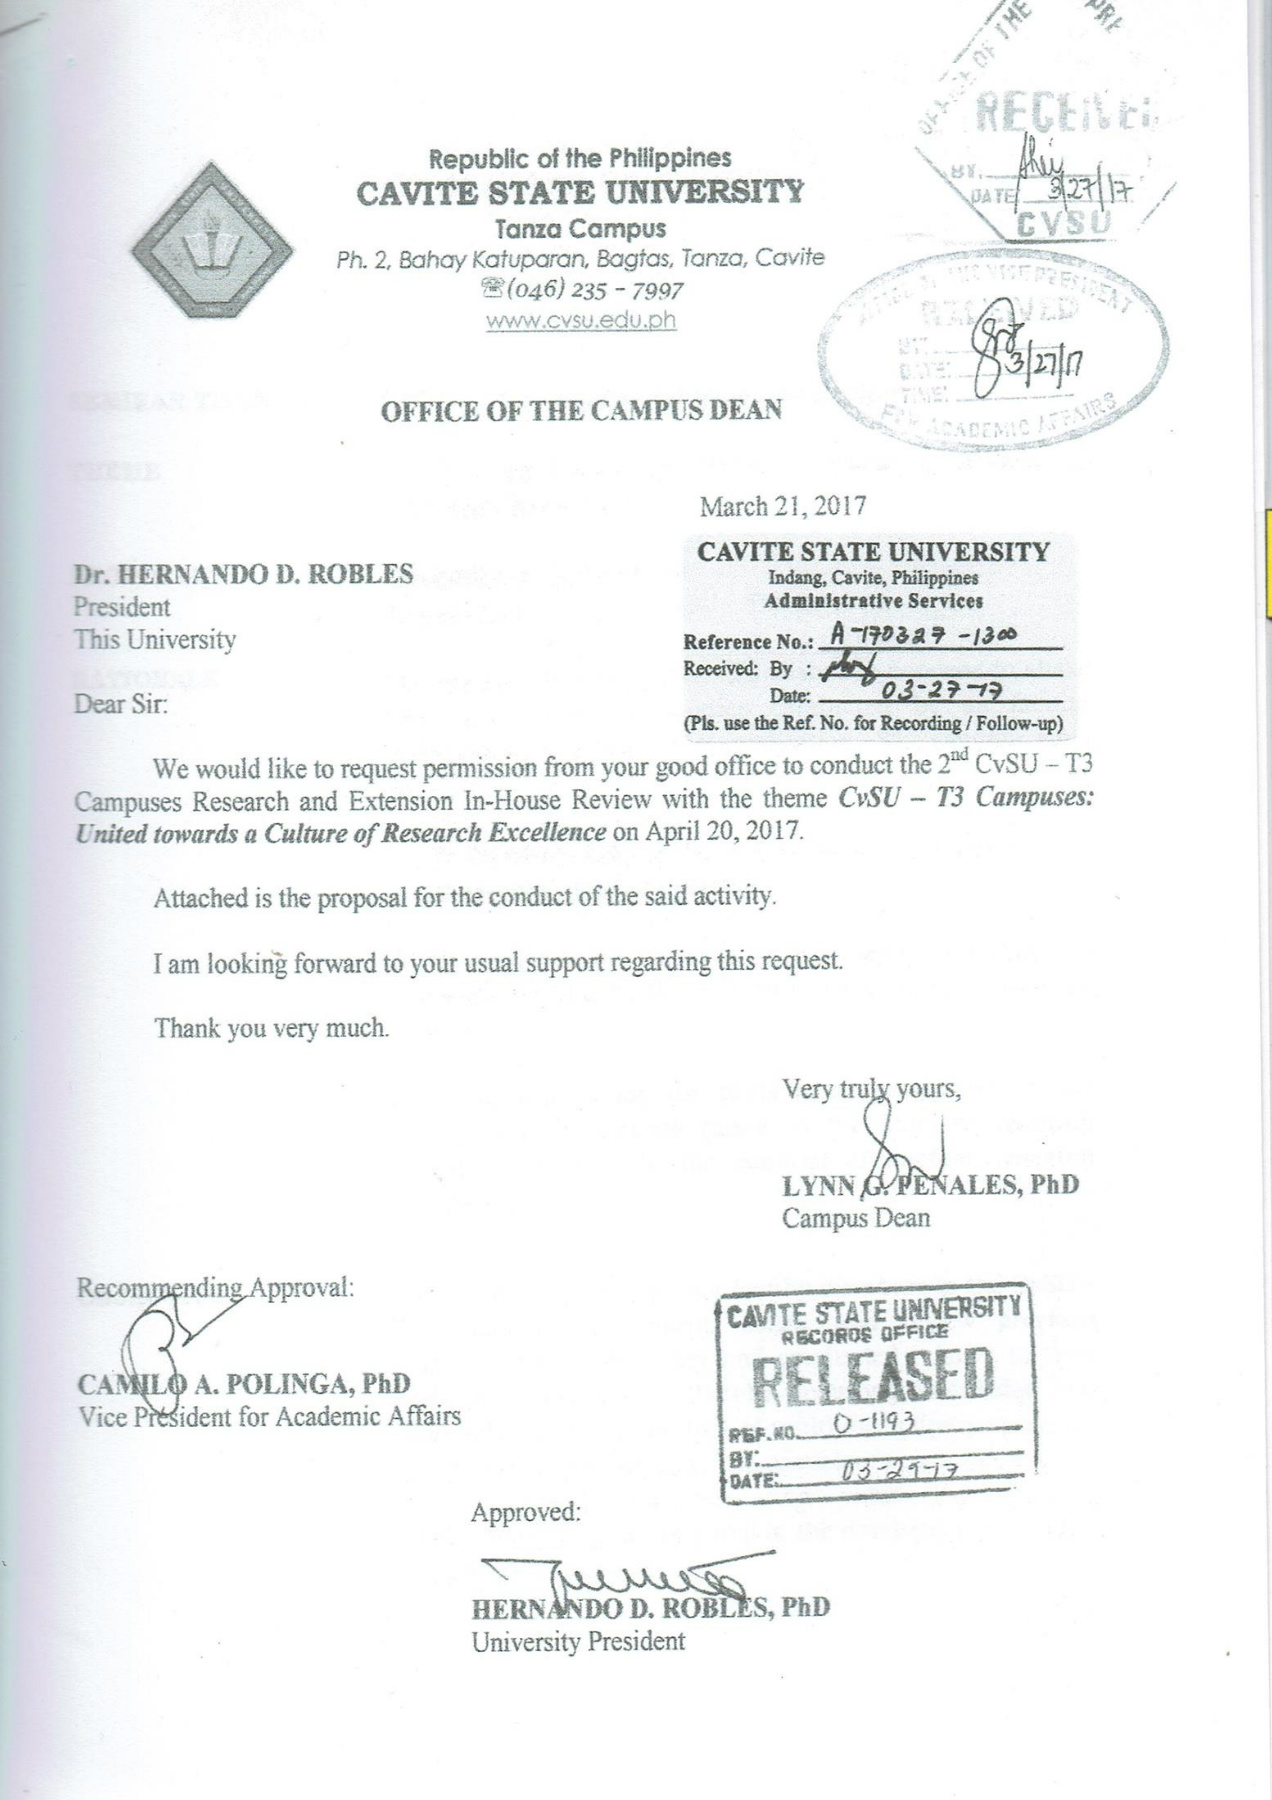 OFFICE OF THE PRE
RECEIVED
BY.
DATE 3/27/17
CVSU
Republic of the Philippines
CAVITE STATE UNIVERSITY
Tanza Campus
Ph. 2, Bahay Katuparan, Bagtas, Tanza, Cavite
☏(046) 235 – 7997
www.cvsu.edu.ph
OFFICE OF THE VICE PRESIDENT
RECEIVED
BY:
DATE: 3/27/17
TIME:
FOR ACADEMIC AFFAIRS
OFFICE OF THE CAMPUS DEAN
March 21, 2017
CAVITE STATE UNIVERSITY
Indang, Cavite, Philippines
Administrative Services
Reference No.: A-170327-1300
Received: By :
Date: 03-27-17
(Pls. use the Ref. No. for Recording / Follow-up)
Dr. HERNANDO D. ROBLES
President
This University
Dear Sir:
We would like to request permission from your good office to conduct the 2nd CvSU – T3
Campuses Research and Extension In-House Review with the theme CvSU – T3 Campuses:
United towards a Culture of Research Excellence on April 20, 2017.
Attached is the proposal for the conduct of the said activity.
I am looking forward to your usual support regarding this request.
Thank you very much.
Very truly yours,
LYNN G. PEÑALES, PhD
Campus Dean
Recommending Approval:
CAMILO A. POLINGA, PhD
Vice President for Academic Affairs
CAVITE STATE UNIVERSITY
RECORDS OFFICE
RELEASED
REF.NO. 0-1193
BY:
DATE: 03-29-17
Approved:
HERNANDO D. ROBLES, PhD
University President